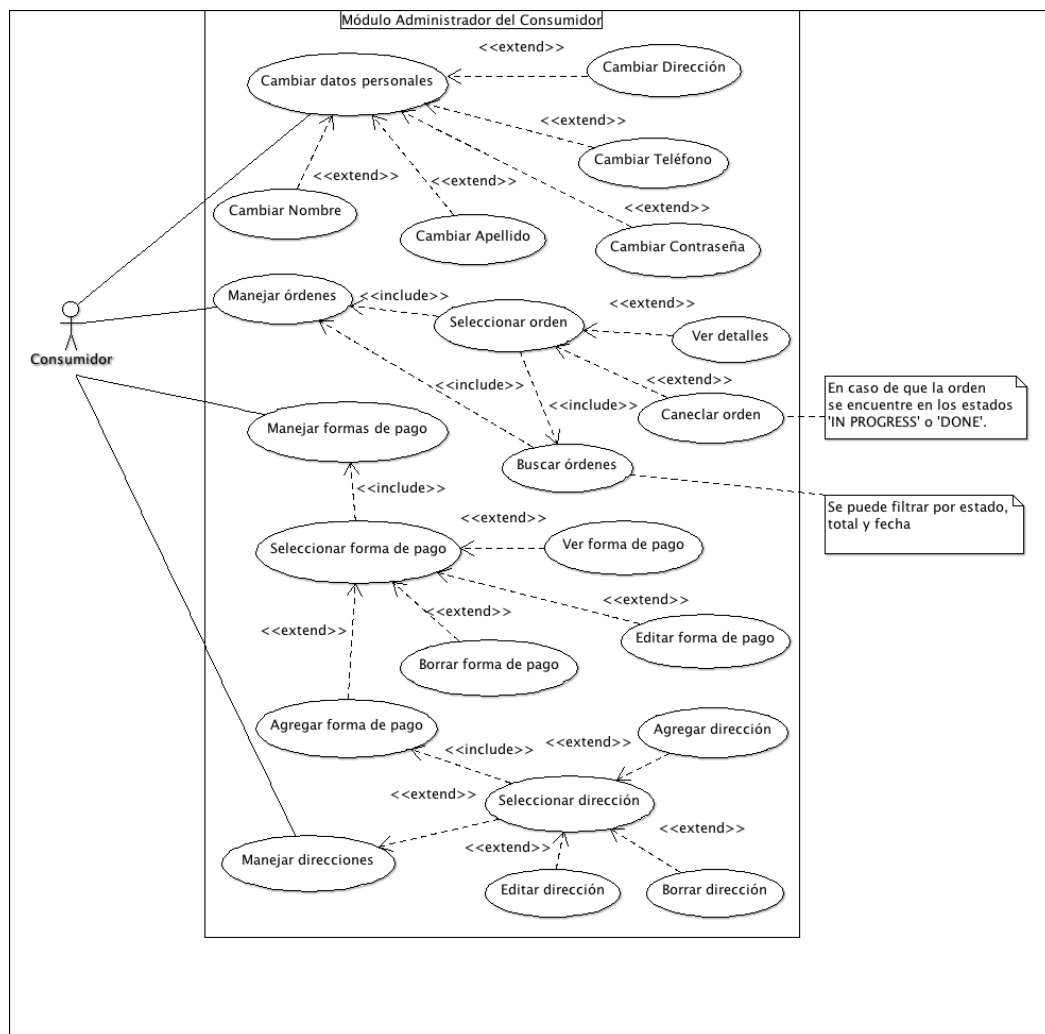 Módulo Administrador del Consumidor
<<extend>>
Cambiar Dirección
Cambiar datos personales
<<extend>>
Cambiar Teléfono
<<extend>>
<<extend>>
Cambiar Nombre
<<extend>>
Cambiar Apellido
Cambiar Contraseña
Manejar órdenes
<<include>>
<<extend>>
Seleccionar orden
Ver detalles
Consumidor
<<include>>
<<extend>>
<<include>>
Caneclar orden
En caso de que la orden
se encuentre en los estados
'IN PROGRESS' o 'DONE'.
Manejar formas de pago
Buscar órdenes
<<include>>
Se puede filtrar por estado,
total y fecha
<<extend>>
Seleccionar forma de pago
Ver forma de pago
<<extend>>
<<extend>>
<<extend>>
Editar forma de pago
Borrar forma de pago
Agregar forma de pago
Agregar dirección
<<include>>
<<extend>>
<<extend>>
Seleccionar dirección
<<extend>>
<<extend>>
Manejar direcciones
Editar dirección
Borrar dirección